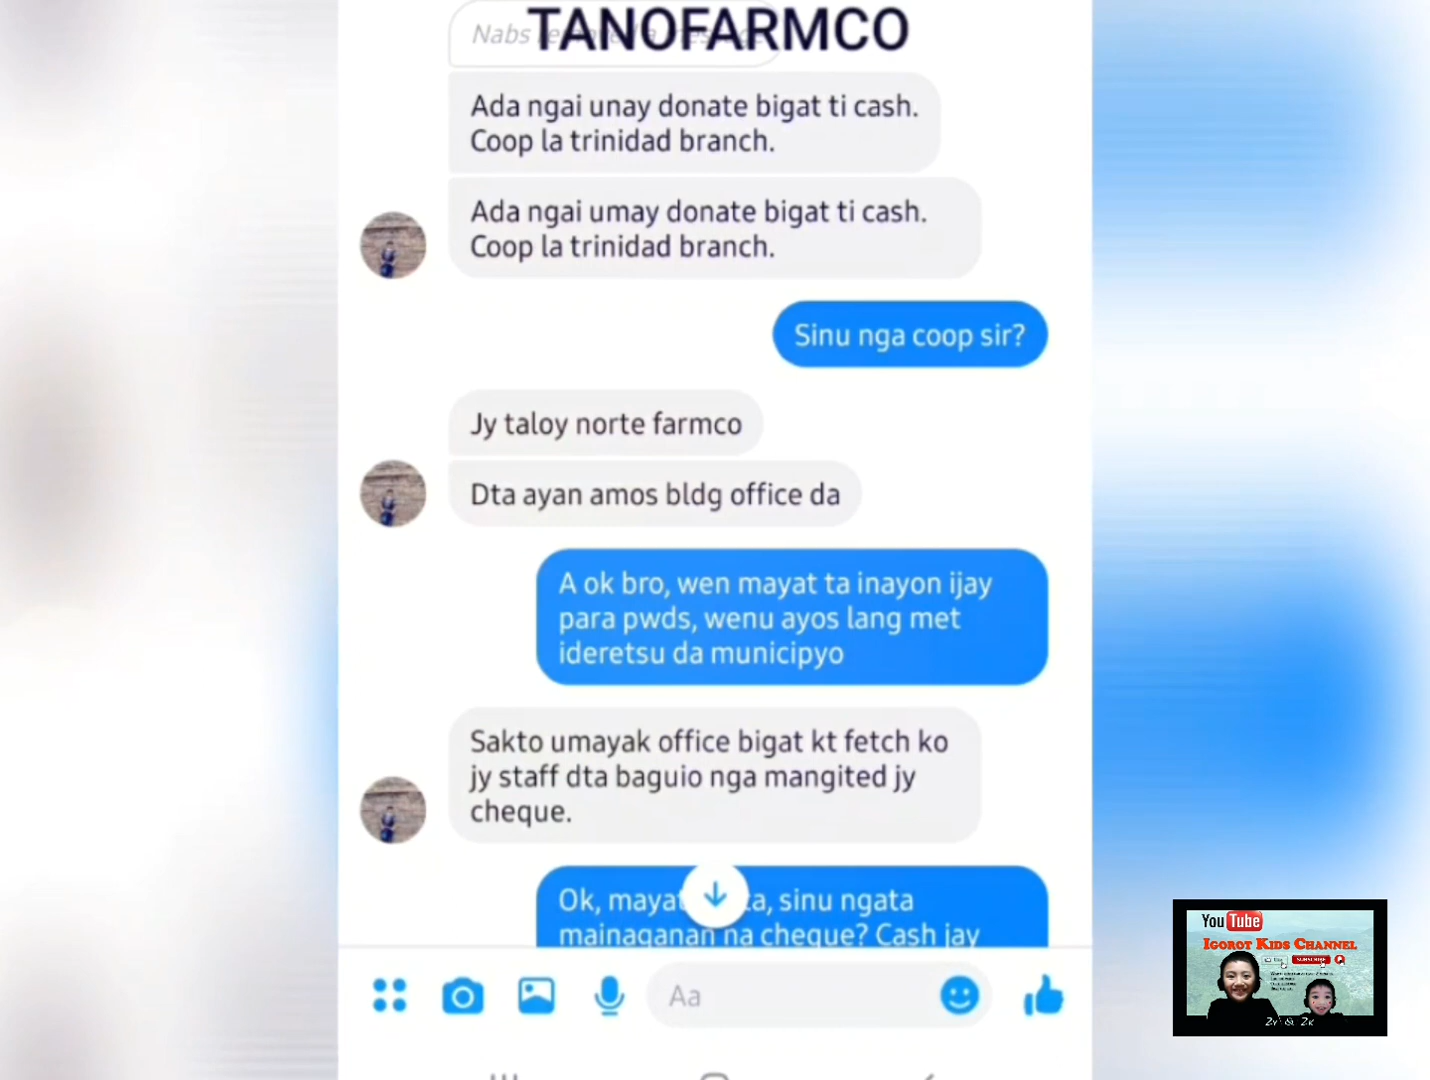 TANOFARMCO
Nabs
Ada ngai unay donate bigat ti cash.
Coop la trinidad branch.
Ada ngai umay donate bigat ti cash.
Coop la trinidad branch.
Sinu nga coop sir?
Jy taloy norte farmco
Dta ayan amos bldg office da
A ok bro, wen mayat ta inayon ijay
para pwds, wenu ayos lang met
ideretsu da municipyo
Sakto umayak office bigat kt fetch ko
jy staff dta baguio nga mangited jy
cheque.
Ok, sinu ngata
mainaganan na cheque? Cash jay
Aa
YouTube
IGOROT KIDS CHANNEL
SUBSCRIBE